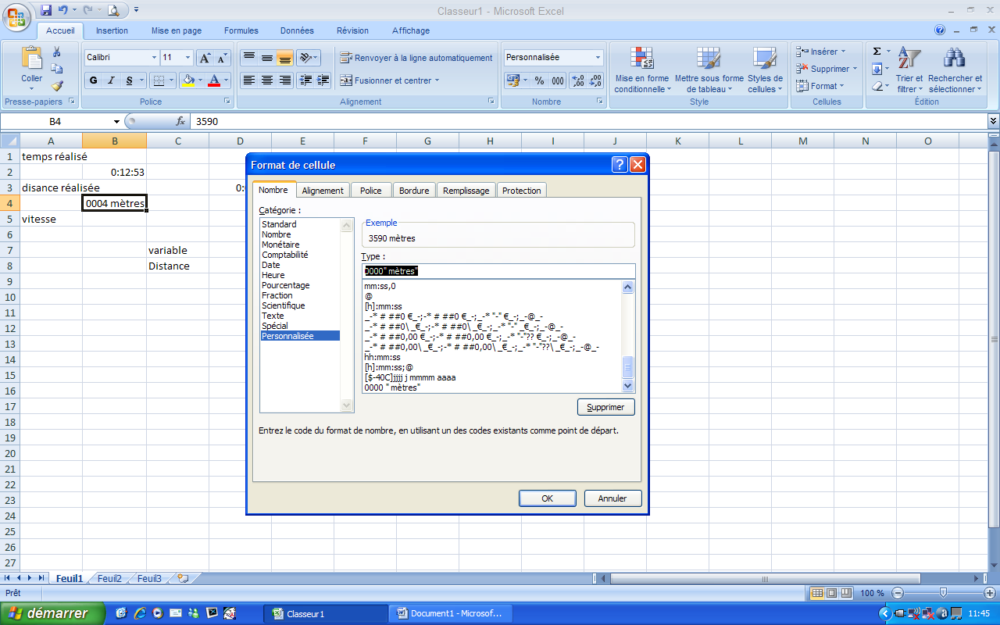 Classeur1 - Microsoft Excel
Accueil Insertion Mise en page Formules Données Révision Affichage
Coller
Presse-papiers
Calibri 11
G I S
Police
Renvoyer à la ligne automatiquement
Fusionner et centrer
Alignement
Personnalisée
% 000
Nombre
Mise en forme conditionnelle
Mettre sous forme de tableau
Styles de cellules
Style
Insérer
Supprimer
Format
Cellules
Trier et filtrer
Rechercher et sélectionner
Édition
B4 fx 3590
A B C D E F G H I J K L M N O
1 temps réalisé
2 0:12:53
3 disance réalisée
4 0004 mètres
5 vitesse
6
7 variable
8 Distance
9
10
11
12
13
14
15
16
17
18
19
20
21
22
23
24
25
26
27
Format de cellule
Nombre Alignement Police Bordure Remplissage Protection
Catégorie :
Standard
Nombre
Monétaire
Comptabilité
Date
Heure
Pourcentage
Fraction
Scientifique
Texte
Spécial
Personnalisée
Exemple
3590 mètres
Type :
0000" mètres"
mm:ss,0
@
[h]:mm:ss
_-* # ##0 €_-;-* # ##0 €_-;_-* "-" €_-;_-@_-
_-* # ##0\ _€_-;-* # ##0\ _€_-;_-* "-" _€_-;_-@_-
_-* # ##0,00 €_-;-* # ##0,00 €_-;_-* "-"?? €_-;_-@_-
_-* # ##0,00\ _€_-;-* # ##0,00\ _€_-;_-* "-"??\ _€_-;_-@_-
hh:mm:ss
[h]:mm:ss;@
[$-40C]jjjj j mmmm aaaa
0000 " mètres"
Supprimer
Entrez le code du format de nombre, en utilisant un des codes existants comme point de départ.
OK Annuler
Feuil1 Feuil2 Feuil3
Prêt 100 %
démarrer Classeur1 Document1 - Microsof... 11:45